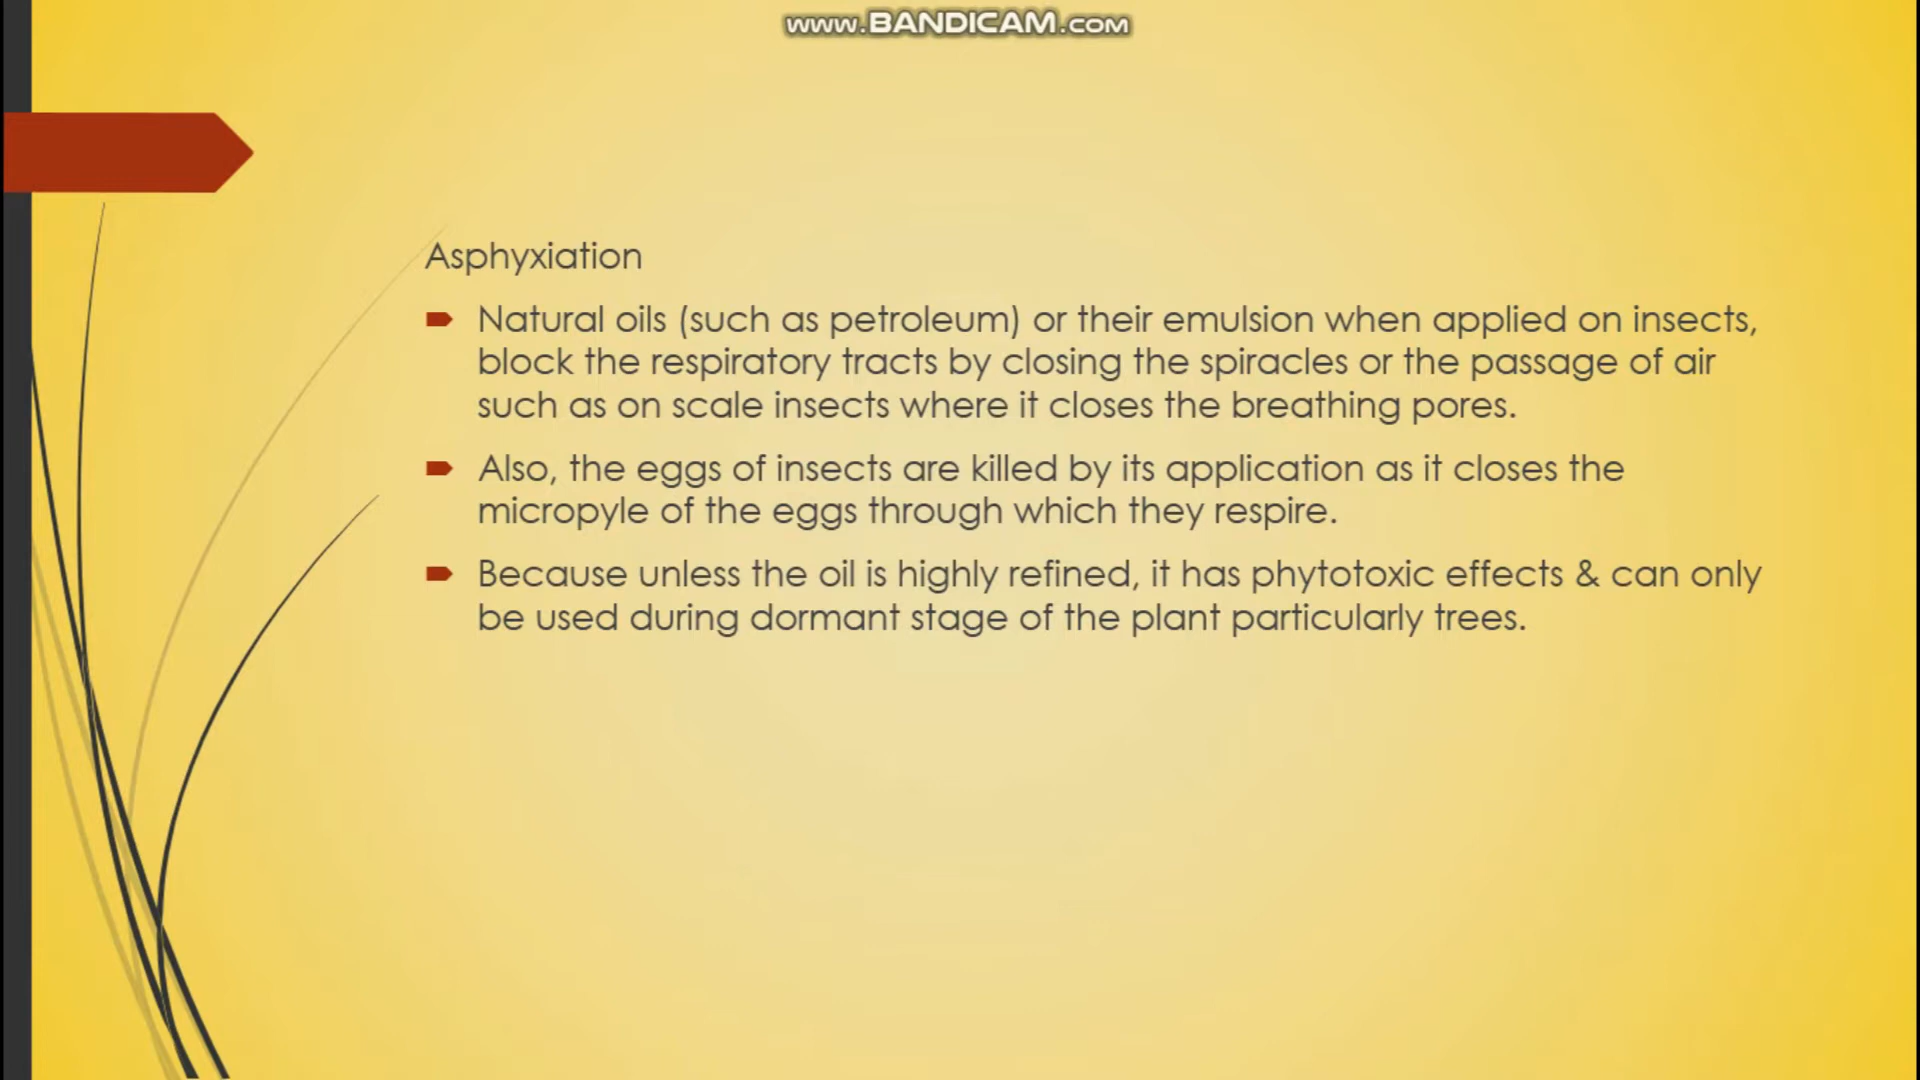 www.BANDICAM.com
Asphyxiation
Natural oils (such as petroleum) or their emulsion when applied on insects,
block the respiratory tracts by closing the spiracles or the passage of air
such as on scale insects where it closes the breathing pores.
Also, the eggs of insects are killed by its application as it closes the
micropyle of the eggs through which they respire.
Because unless the oil is highly refined, it has phytotoxic effects & can only
be used during dormant stage of the plant particularly trees.